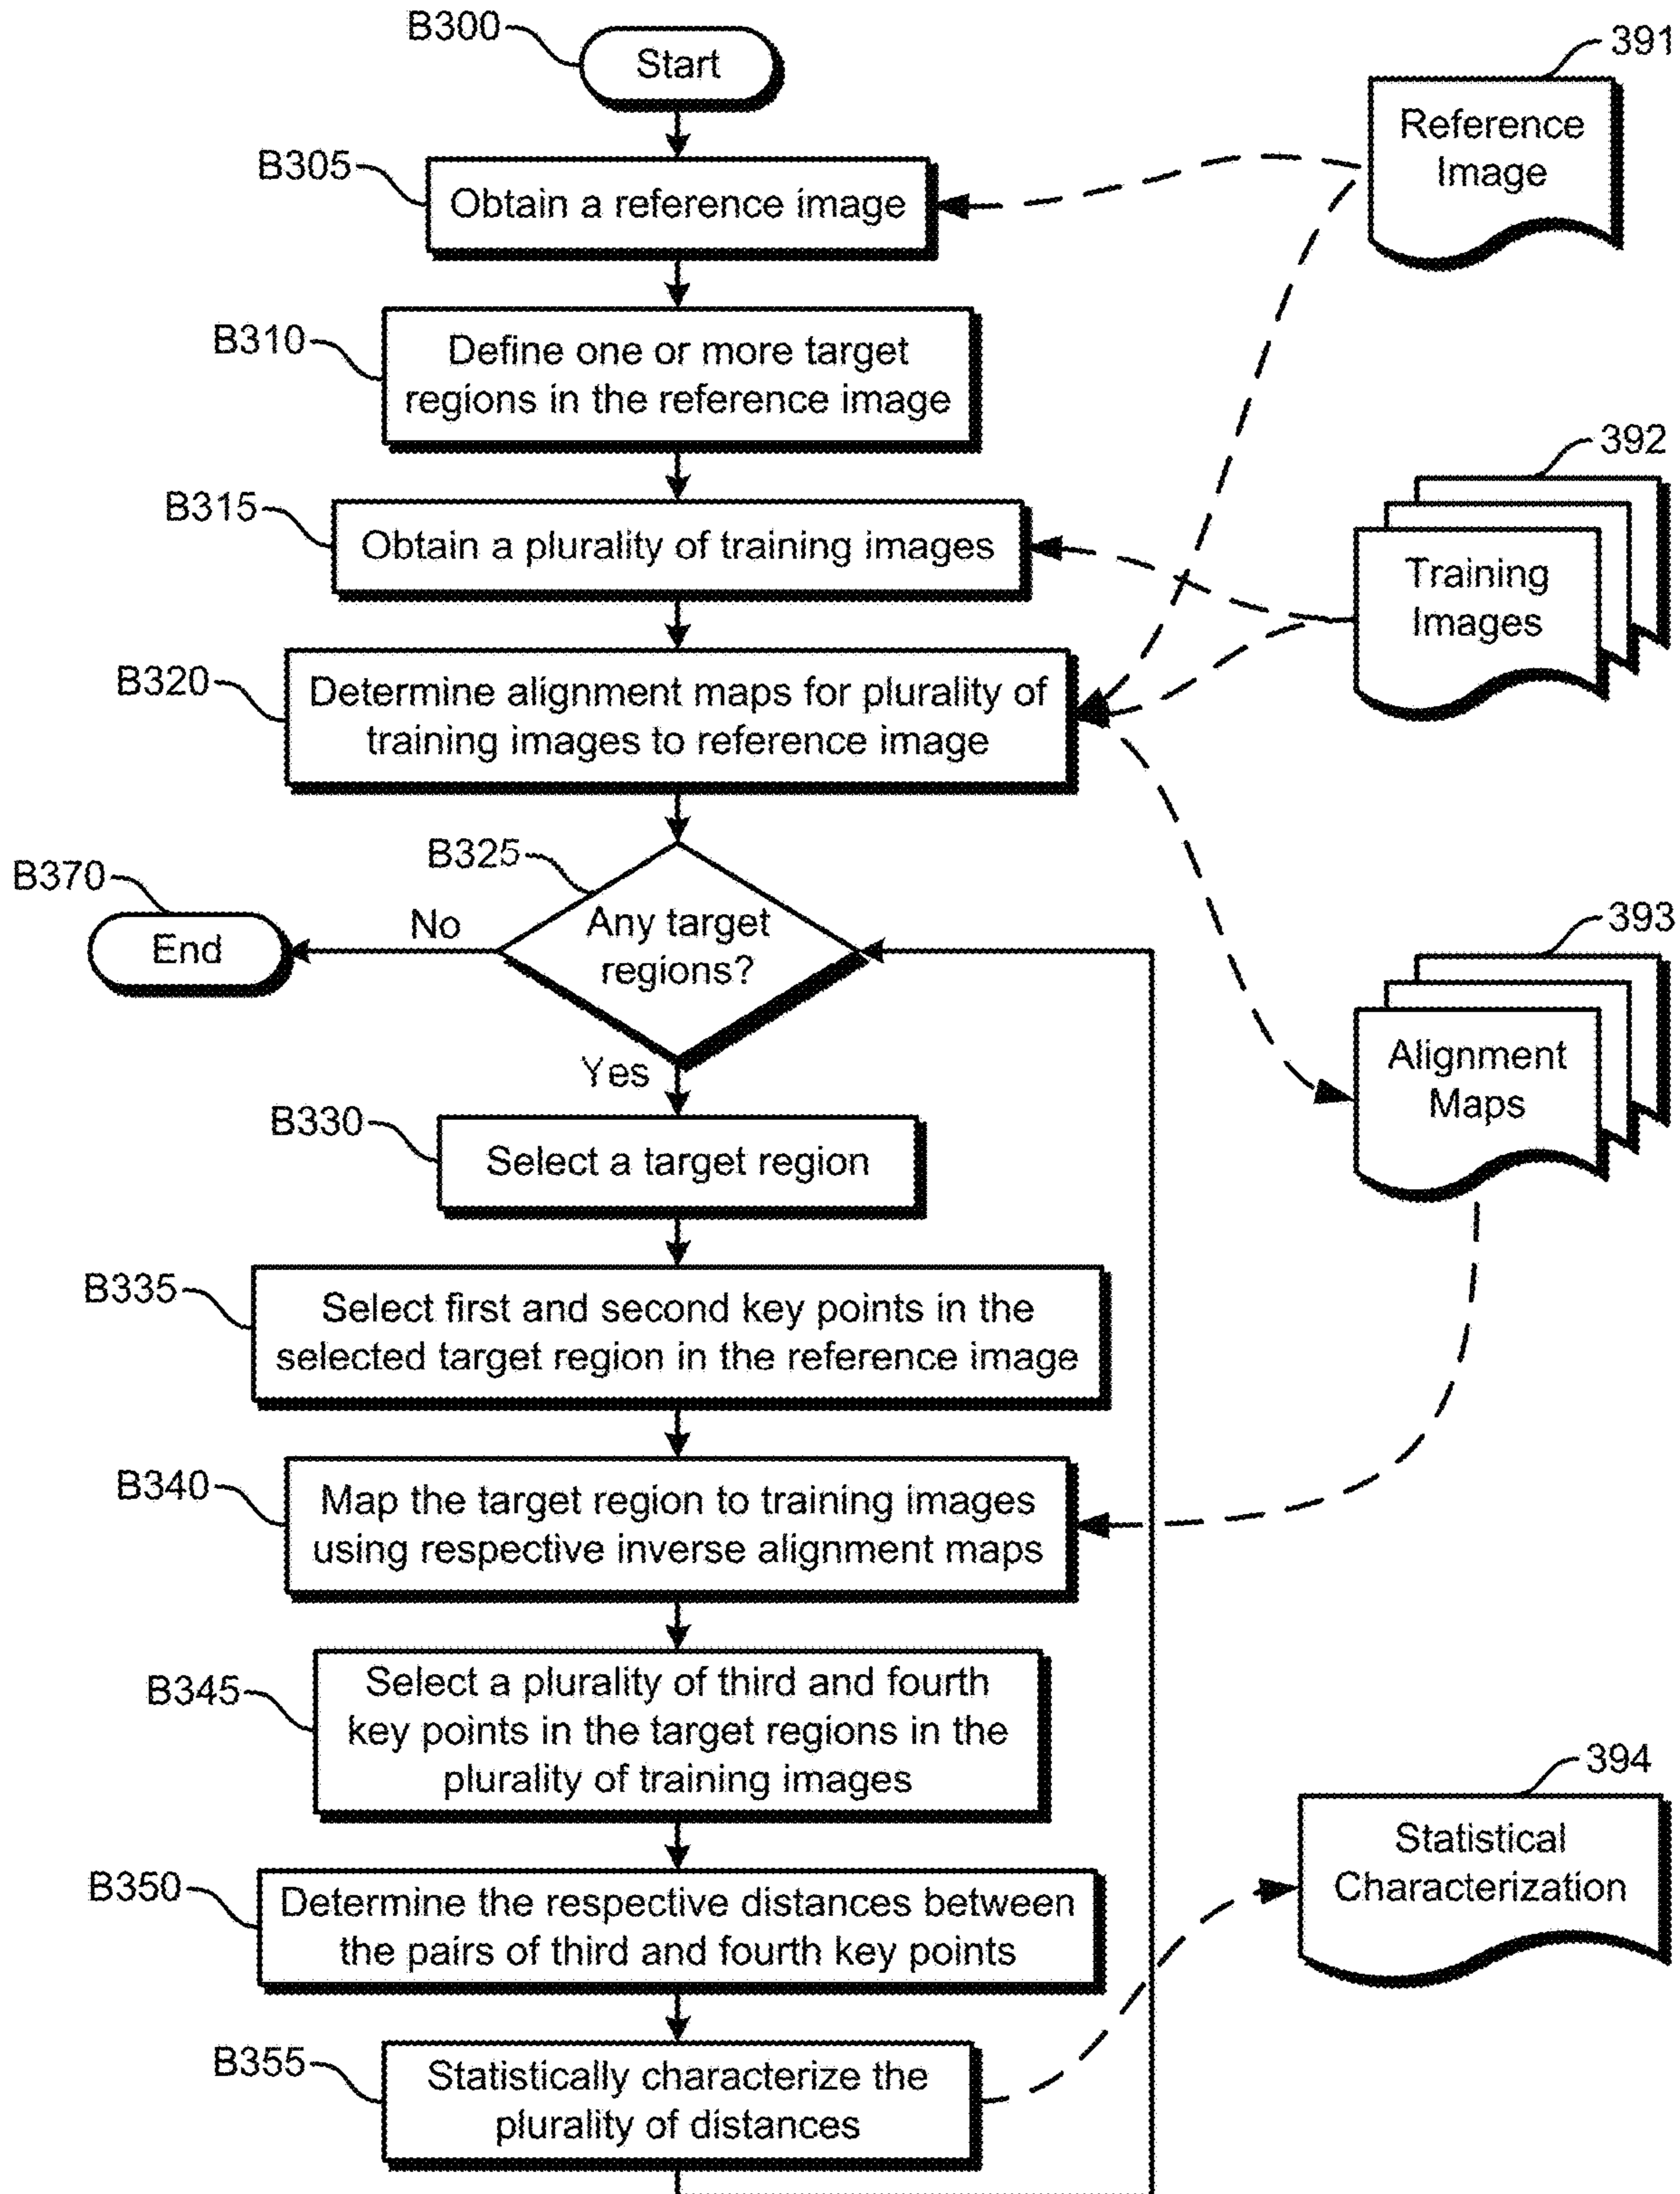 B300
Start
391
Reference
Image
B305
Obtain a reference image
B310
Define one or more target
regions in the reference image
392
Training
Images
B315
Obtain a plurality of training images
B320
Determine alignment maps for plurality of
training images to reference image
B325
Any target
regions?
B370
End
No
Yes
393
Alignment
Maps
B330
Select a target region
B335
Select first and second key points in the
selected target region in the reference image
B340
Map the target region to training images
using respective inverse alignment maps
B345
Select a plurality of third and fourth
key points in the target regions in the
plurality of training images
394
Statistical
Characterization
B350
Determine the respective distances between
the pairs of third and fourth key points
B355
Statistically characterize the
plurality of distances